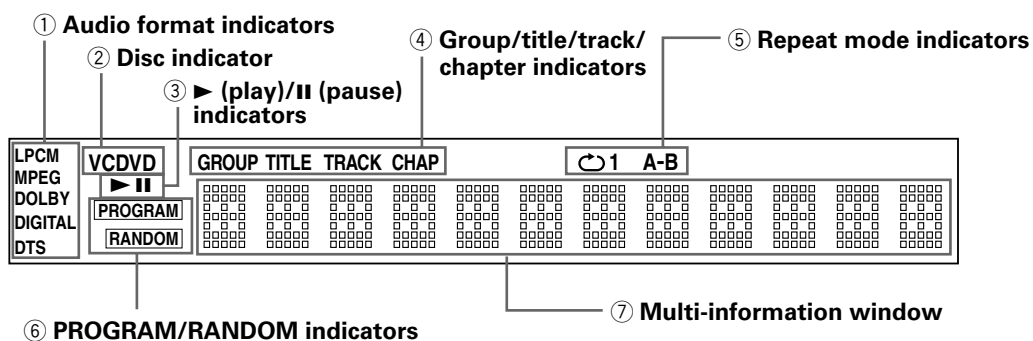 ① Audio format indicators
② Disc indicator
③ ► (play)/II (pause)
indicators
④ Group/title/track/
chapter indicators
⑤ Repeat mode indicators
LPCM
MPEG
DOLBY
DIGITAL
DTS
VCDVD
► II
PROGRAM
RANDOM
GROUP TITLE TRACK CHAP
1 A-B
⑥ PROGRAM/RANDOM indicators
⑦ Multi-information window